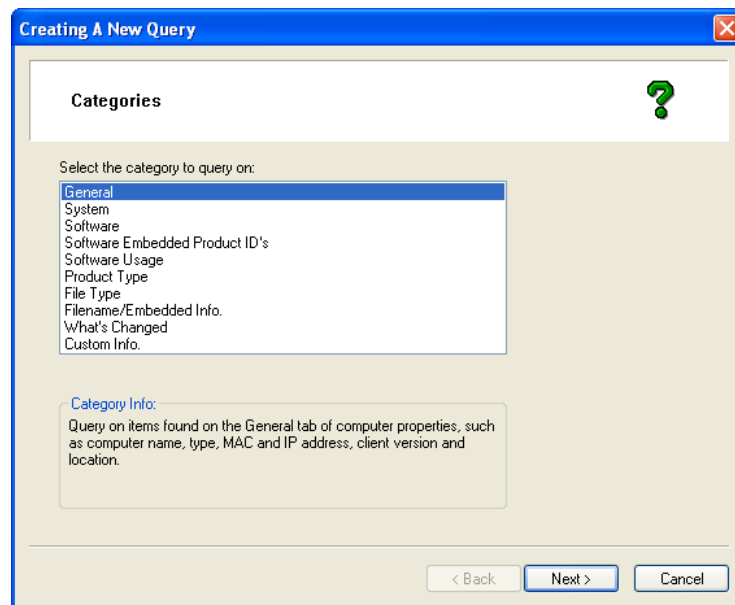 Creating A New Query
Categories
Select the category to query on:
General
System
Software
Software Embedded Product ID's
Software Usage
Product Type
File Type
Filename/Embedded Info.
What's Changed
Custom Info.
Category Info:
Query on items found on the General tab of computer properties, such
as computer name, type, MAC and IP address, client version and
location.
< Back Next > Cancel